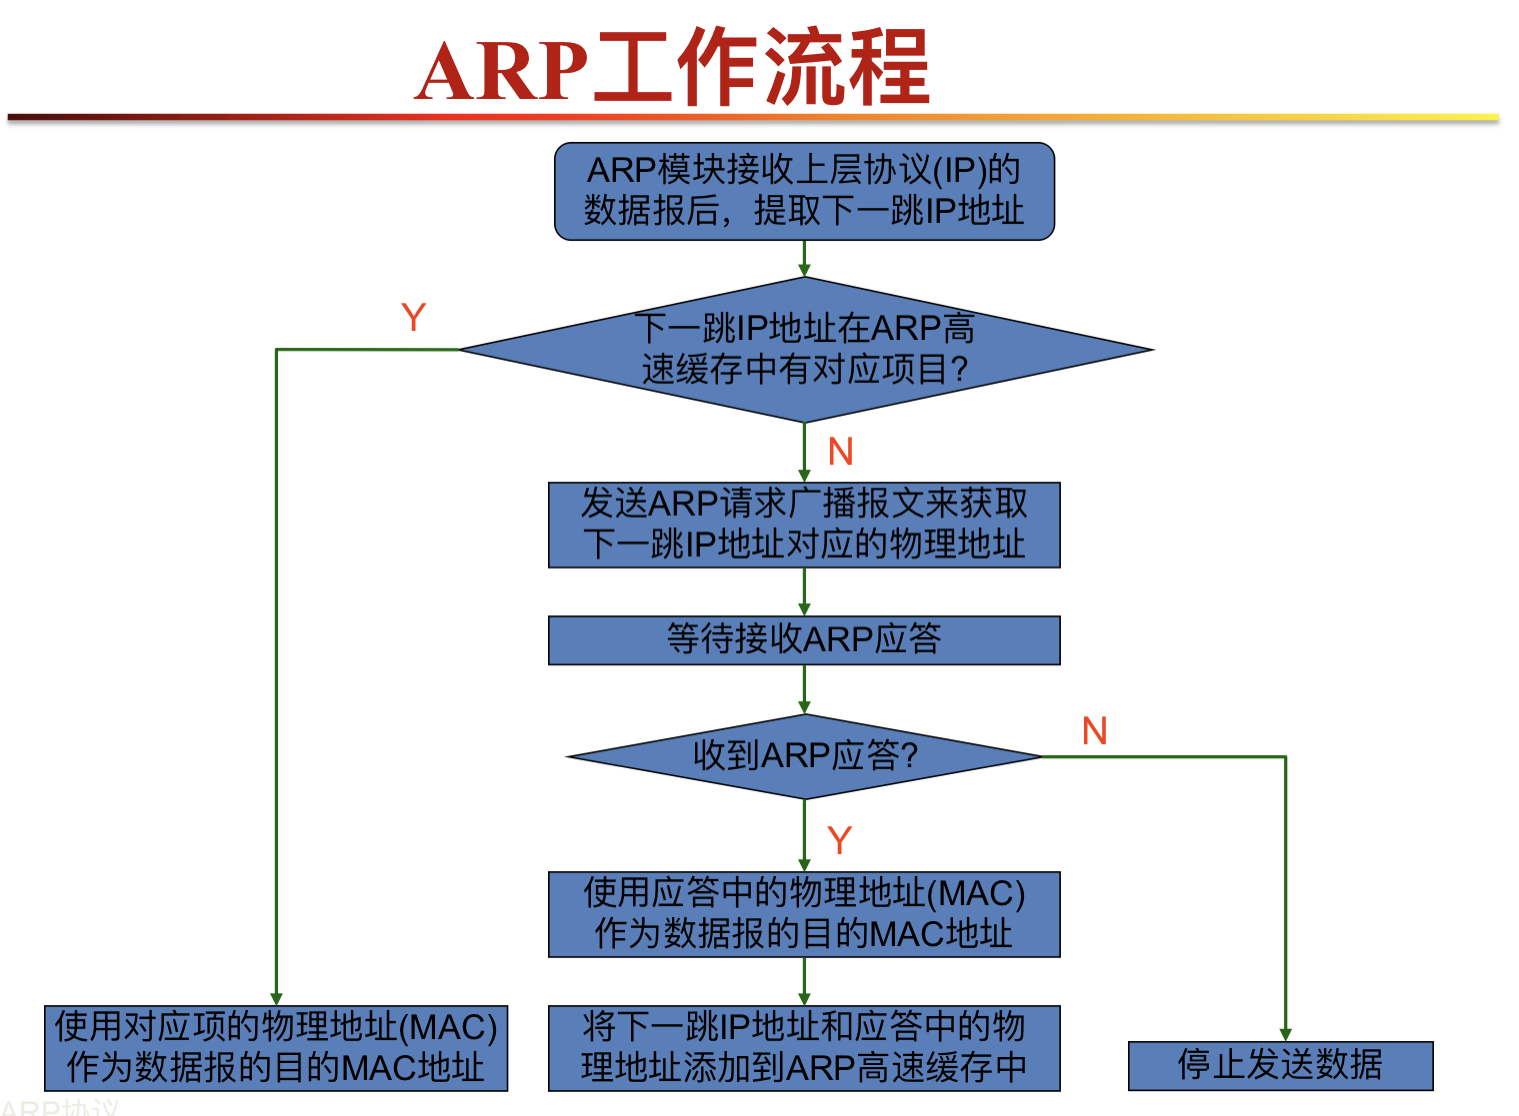 ARP工作流程
ARP模块接收上层协议(IP)的
数据报后，提取下一跳IP地址
Y
下一跳IP地址在ARP高
速缓存中有对应项目?
N
发送ARP请求广播报文来获取
下一跳IP地址对应的物理地址
等待接收ARP应答
收到ARP应答?
N
Y
使用应答中的物理地址(MAC)
作为数据报的目的MAC地址
使用对应项的物理地址(MAC)
作为数据报的目的MAC地址
将下一跳IP地址和应答中的物
理地址添加到ARP高速缓存中
停止发送数据
ARP协议